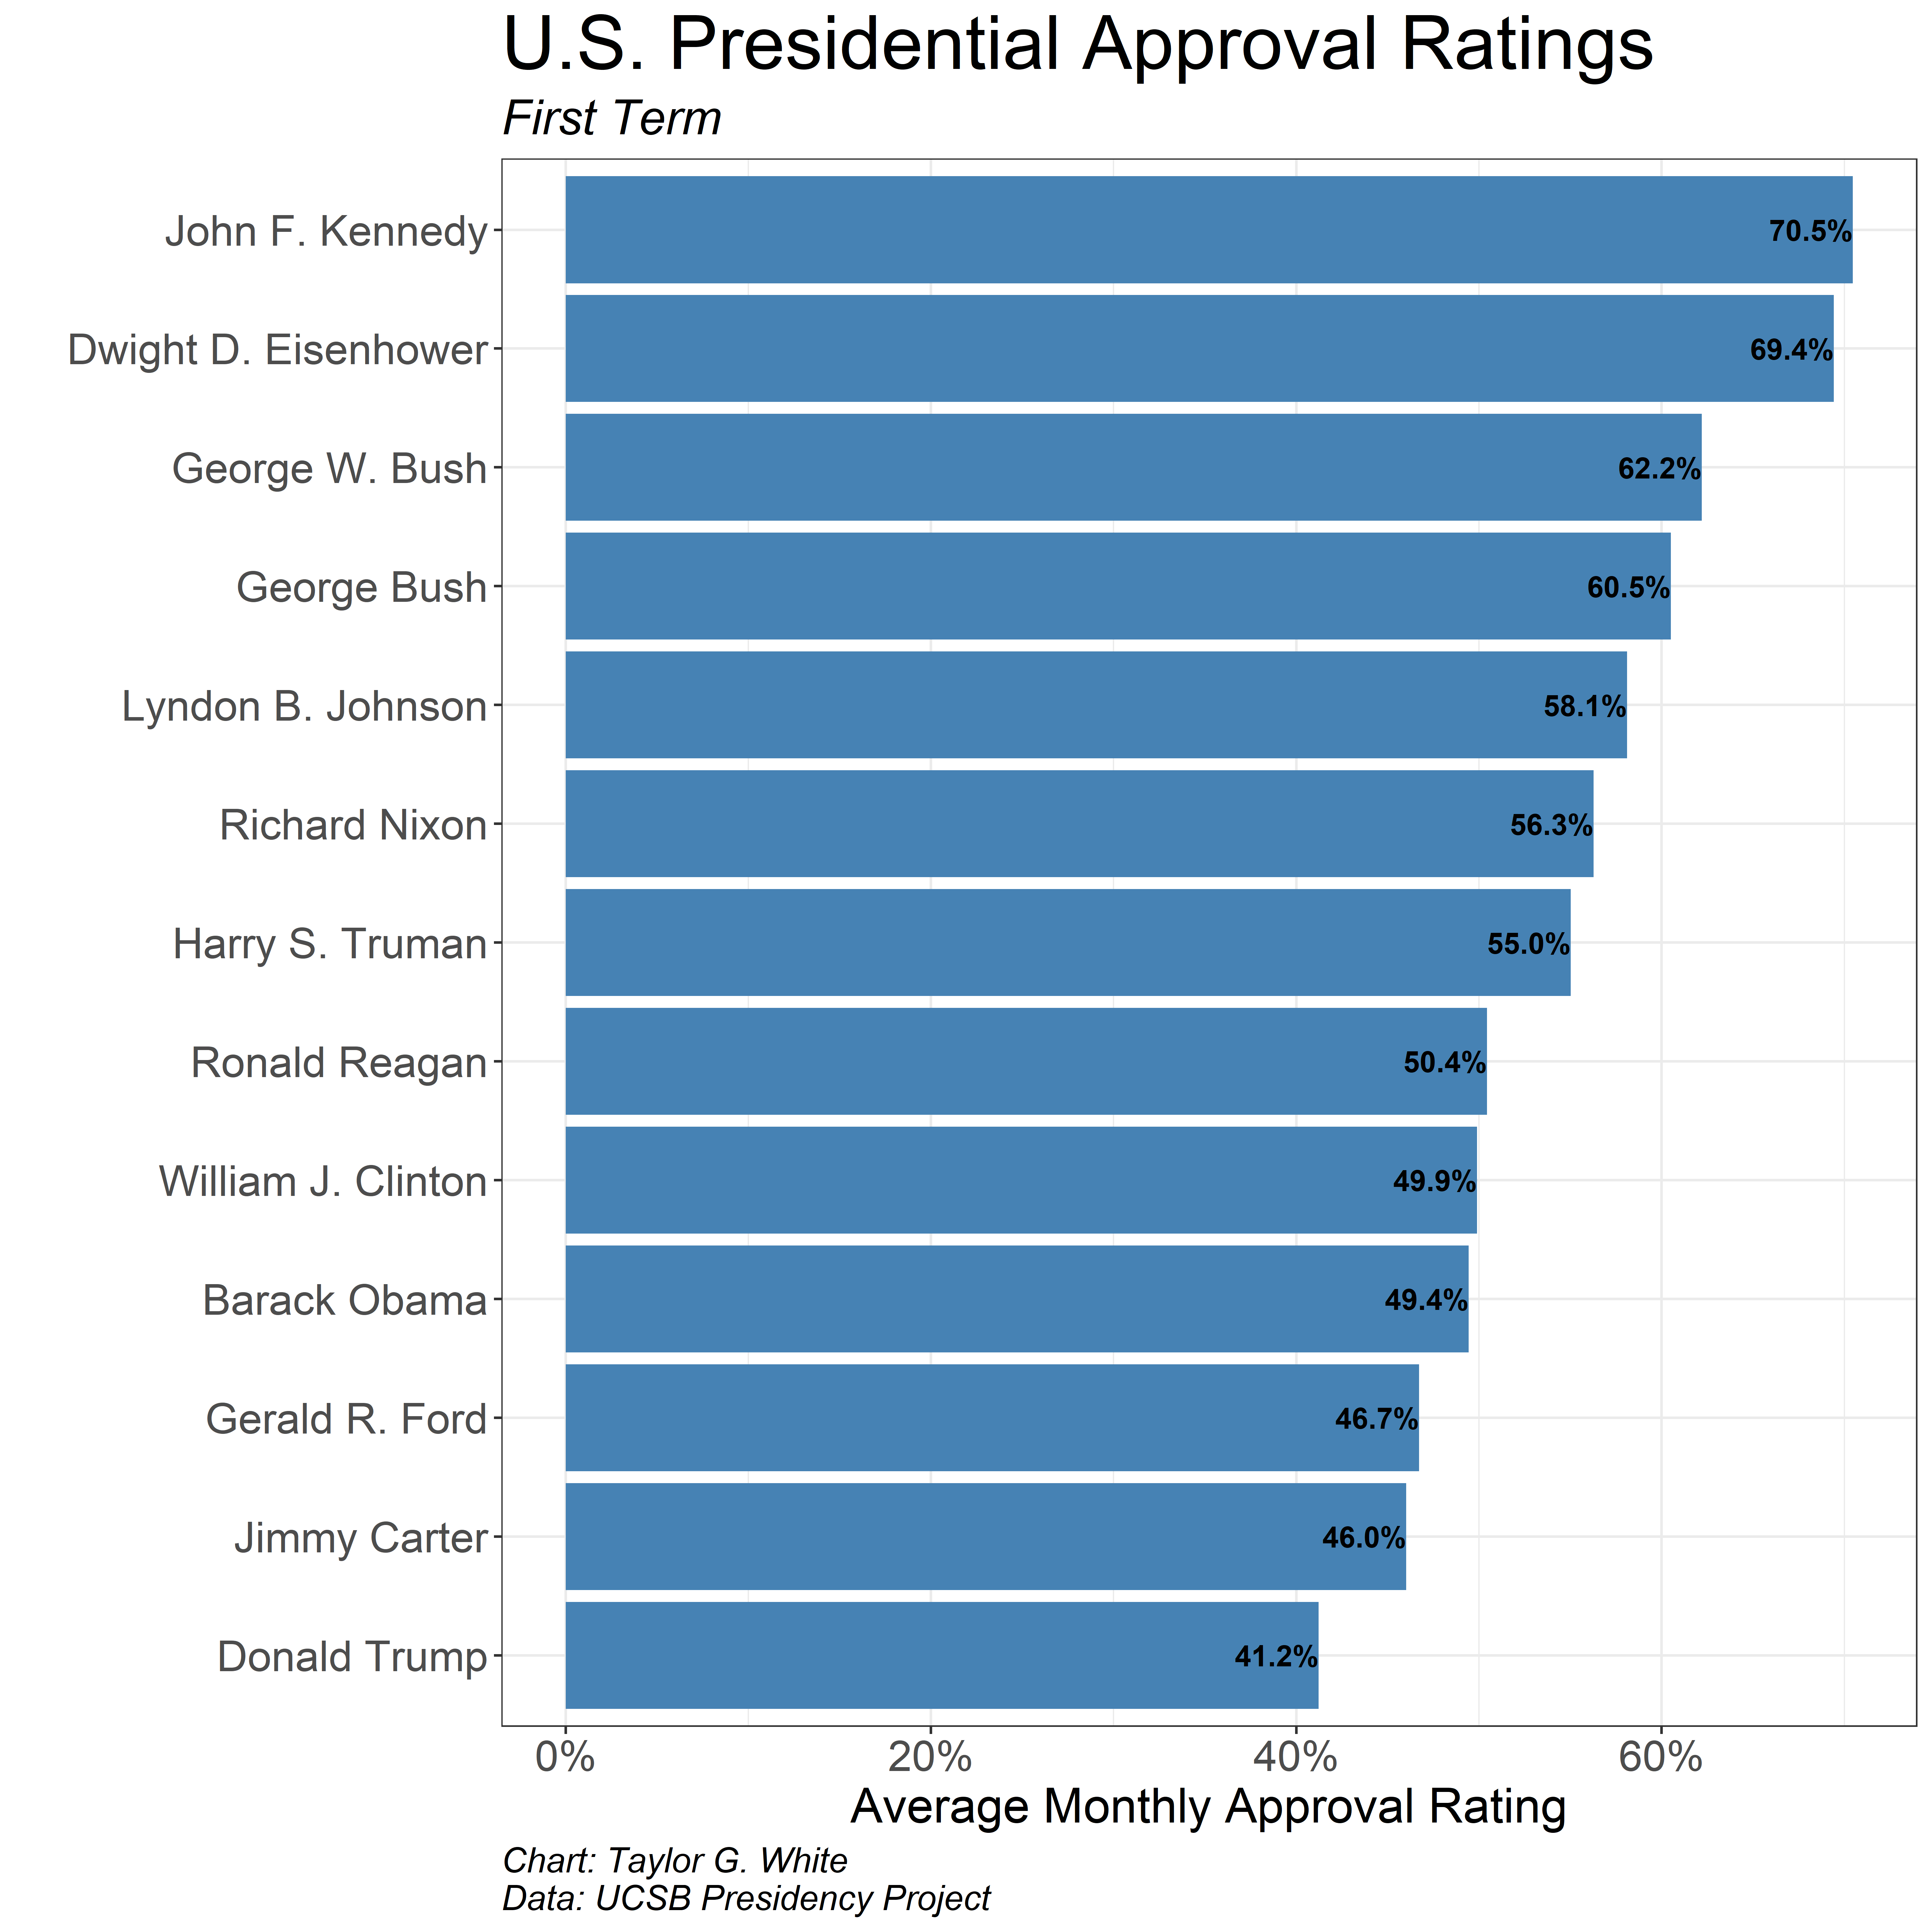 U.S. Presidential Approval Ratings
First Term
John F. Kennedy 70.5%
Dwight D. Eisenhower 69.4%
George W. Bush 62.2%
George Bush 60.5%
Lyndon B. Johnson 58.1%
Richard Nixon 56.3%
Harry S. Truman 55.0%
Ronald Reagan 50.4%
William J. Clinton 49.9%
Barack Obama 49.4%
Gerald R. Ford 46.7%
Jimmy Carter 46.0%
Donald Trump 41.2%
0% 20% 40% 60%
Average Monthly Approval Rating
Chart: Taylor G. White
Data: UCSB Presidency Project